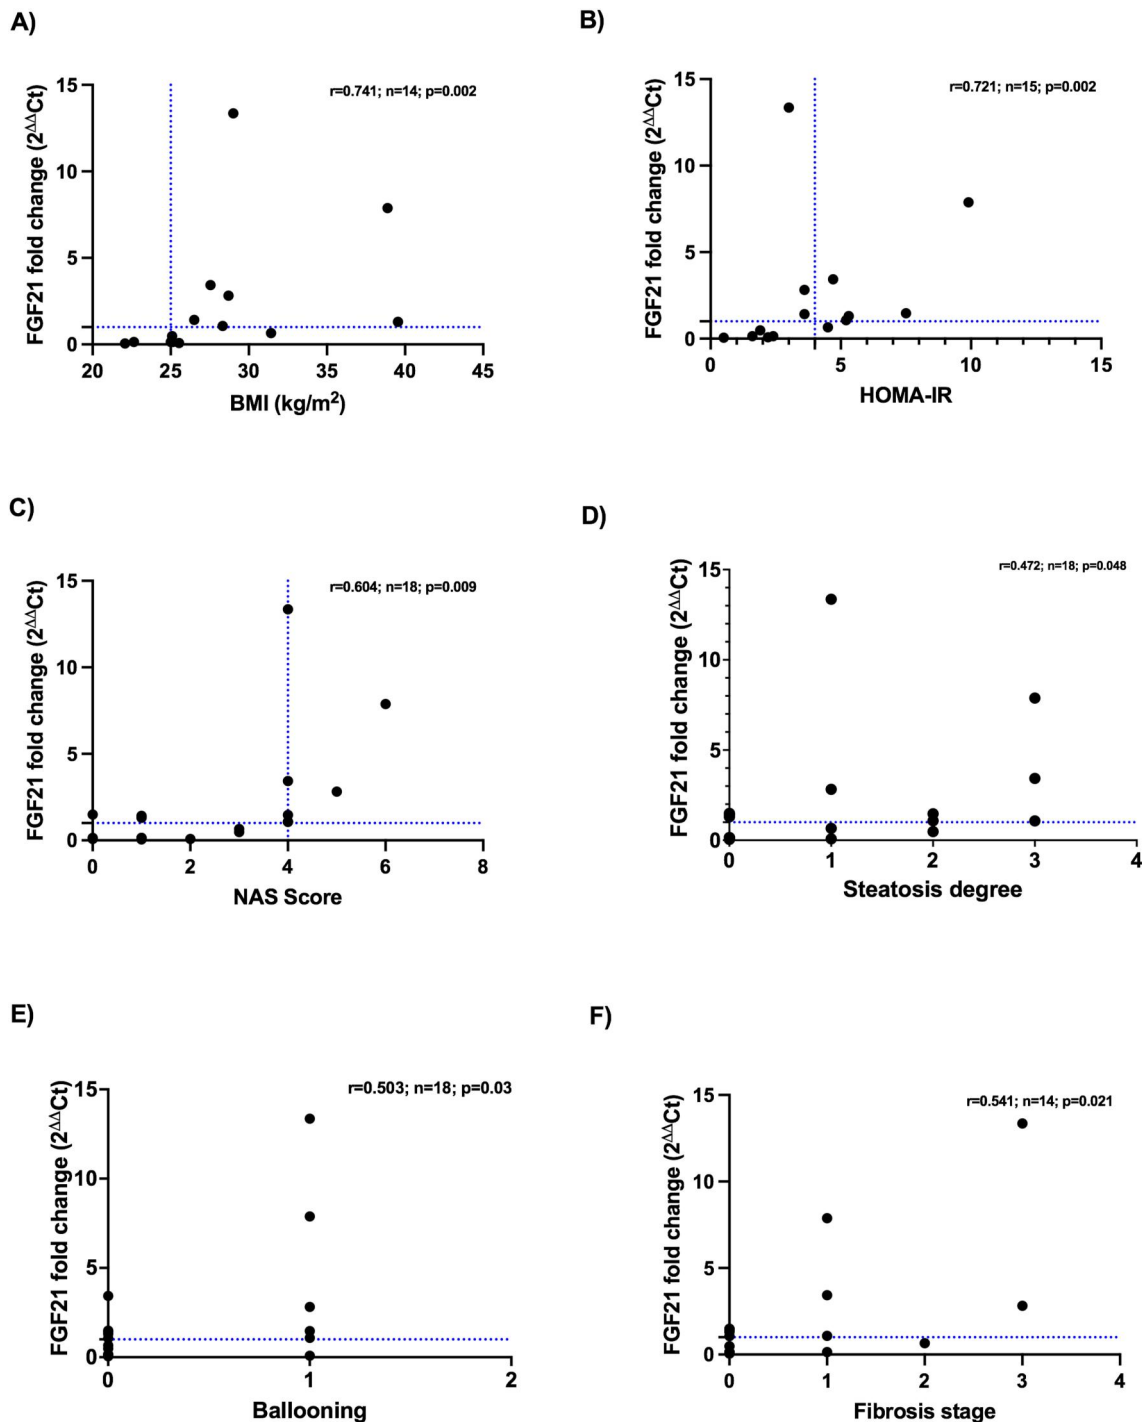 A)
FGF21 fold change (2ΔΔCt)
15
10
5
0
r=0.741; n=14; p=0.002
20 25 30 35 40 45
BMI (kg/m2)
B)
FGF21 fold change (2ΔΔCt)
15
10
5
0
r=0.721; n=15; p=0.002
0 5 10 15
HOMA-IR
C)
FGF21 fold change (2ΔΔCt)
15
10
5
0
r=0.604; n=18; p=0.009
0 2 4 6 8
NAS Score
D)
FGF21 fold change (2ΔΔCt)
15
10
5
0
r=0.472; n=18; p=0.048
0 1 2 3 4
Steatosis degree
E)
FGF21 fold change (2ΔΔCt)
15
10
5
0
r=0.503; n=18; p=0.03
0 1 2
Ballooning
F)
FGF21 fold change (2ΔΔCt)
15
10
5
0
r=0.541; n=14; p=0.021
0 1 2 3 4
Fibrosis stage